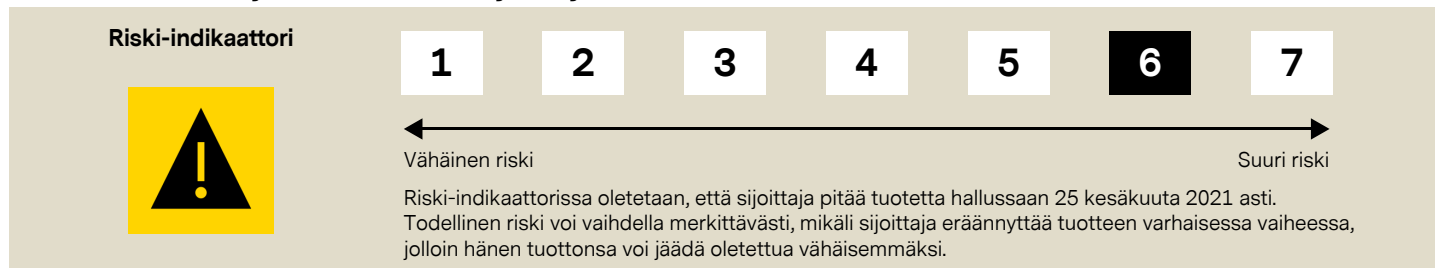 Riski-indikaattori
1 2 3 4 5 6 7
Vähäinen riski Suuri riski
Riski-indikaattorissa oletetaan, että sijoittaja pitää tuotetta hallussaan 25 kesäkuuta 2021 asti.
Todellinen riski voi vaihdella merkittävästi, mikäli sijoittaja eräännyttää tuotteen varhaisessa vaiheessa,
jolloin hänen tuottonsa voi jäädä oletettua vähäisemmäksi.